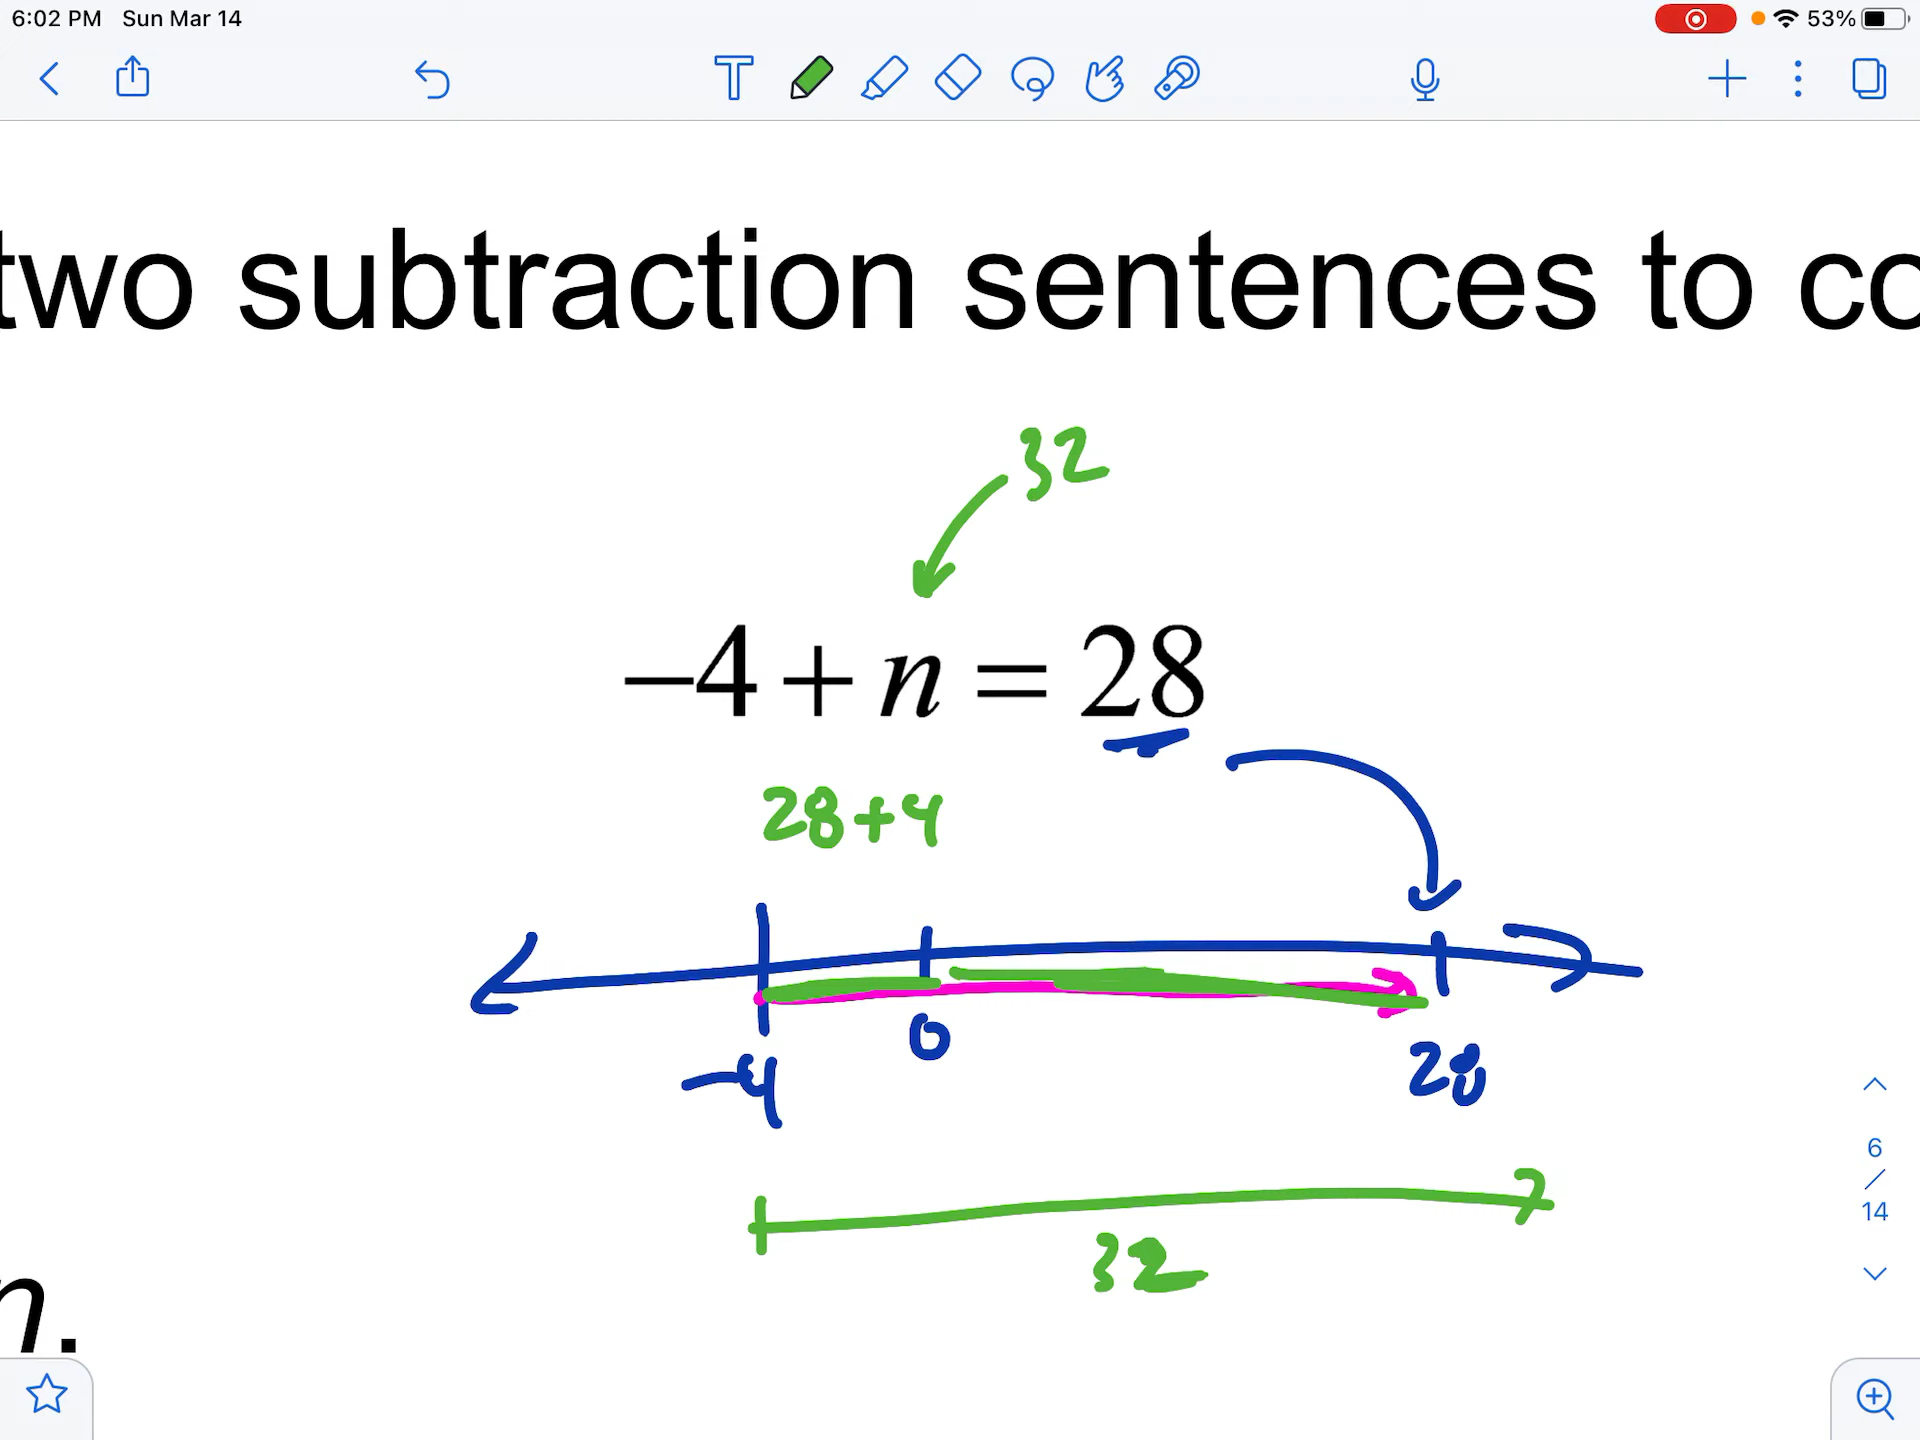 6:02 PM Sun Mar 14 53%
T
two subtraction sentences to co
32
−4 + n = 28
28+4
0
-4
28
6
/
14
32
n.